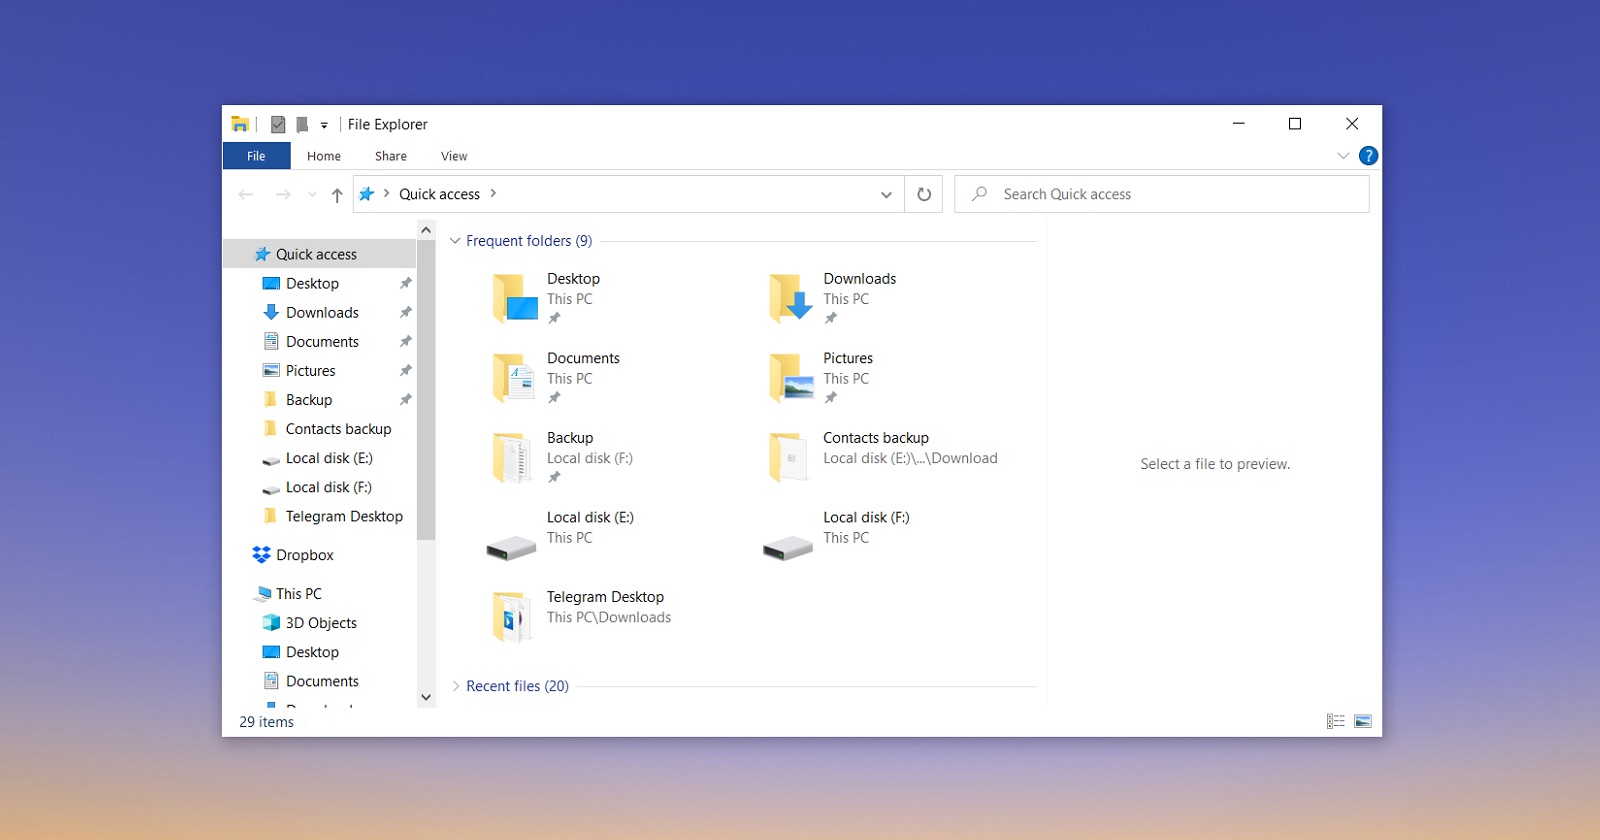 File Explorer
File Home Share View
Quick access
Search Quick access
Quick access
Desktop
Downloads
Documents
Pictures
Backup
Contacts backup
Local disk (E:)
Local disk (F:)
Telegram Desktop
Dropbox
This PC
3D Objects
Desktop
Documents
Frequent folders (9)
Desktop
This PC
Downloads
This PC
Documents
This PC
Pictures
This PC
Backup
Local disk (F:)
Contacts backup
Local disk (E:)\...\Download
Local disk (E:)
This PC
Local disk (F:)
This PC
Telegram Desktop
This PC\Downloads
Recent files (20)
Select a file to preview.
29 items